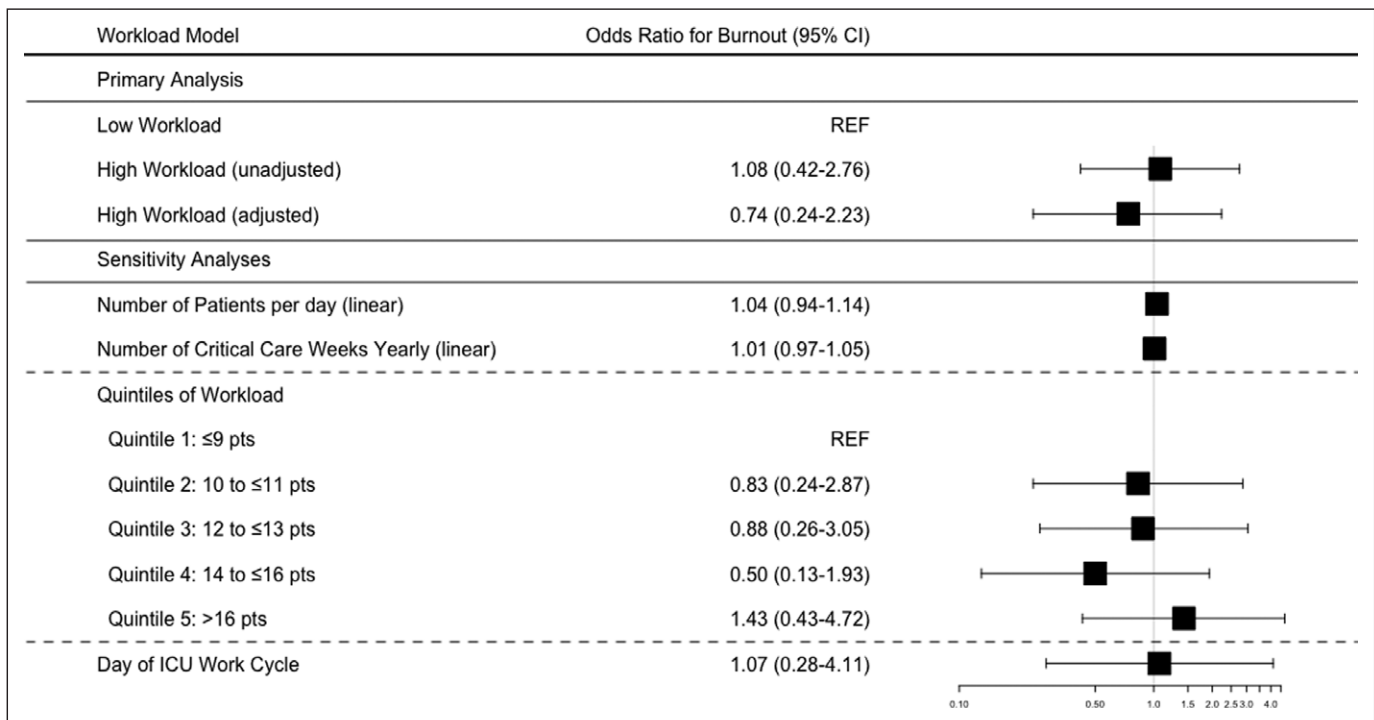 Workload Model Odds Ratio for Burnout (95% CI)
Primary Analysis
Low Workload REF
High Workload (unadjusted) 1.08 (0.42-2.76)
High Workload (adjusted) 0.74 (0.24-2.23)
Sensitivity Analyses
Number of Patients per day (linear) 1.04 (0.94-1.14)
Number of Critical Care Weeks Yearly (linear) 1.01 (0.97-1.05)
Quintiles of Workload
Quintile 1: ≤9 pts REF
Quintile 2: 10 to ≤11 pts 0.83 (0.24-2.87)
Quintile 3: 12 to ≤13 pts 0.88 (0.26-3.05)
Quintile 4: 14 to ≤16 pts 0.50 (0.13-1.93)
Quintile 5: >16 pts 1.43 (0.43-4.72)
Day of ICU Work Cycle 1.07 (0.28-4.11)
0.10 0.50 1.0 1.5 2.0 2.5 3.0 4.0